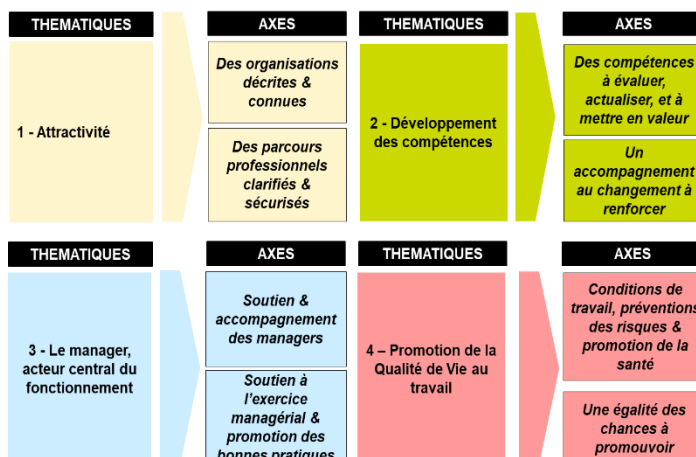 THEMATIQUES
AXES
1 - Attractivité
Des organisations
décrites &
connues
Des parcours
professionnels
clarifiés &
sécurisés
THEMATIQUES
AXES
2 - Développement
des compétences
Des compétences
à évaluer,
actualiser, et à
mettre en valeur
Un
accompagnement
au changement à
renforcer
THEMATIQUES
AXES
3 - Le manager,
acteur central du
fonctionnement
Soutien &
accompagnement
des managers
Soutien à
l'exercice
managérial &
promotion des
bonnes pratiques
THEMATIQUES
AXES
4 – Promotion de la
Qualité de Vie au
travail
Conditions de
travail, préventions
des risques &
promotion de la
santé
Une égalité des
chances à
promouvoir